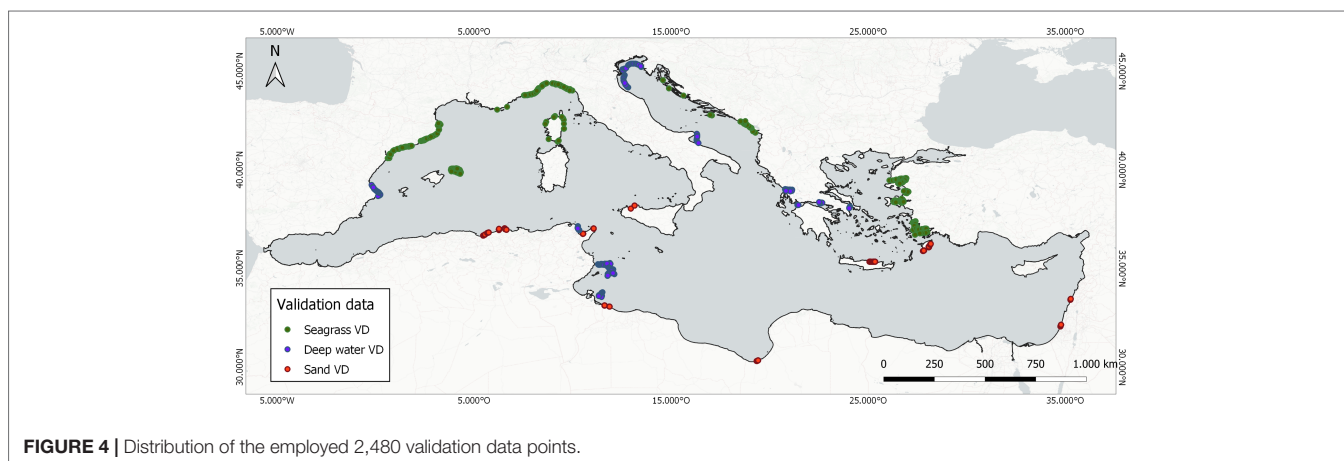 5.000°W 5.000°O 15.000°O 25.000°O 35.000°O
N
45.000°N 45.000°N
40.000°N 40.000°N
35.000°N 35.000°N
30.000°N 30.000°N
Validation data
Seagrass VD
Deep water VD
Sand VD
0 250 500 750 1.000 km
5.000°W 5.000°O 15.000°O 25.000°O 35.000°O
FIGURE 4 | Distribution of the employed 2,480 validation data points.